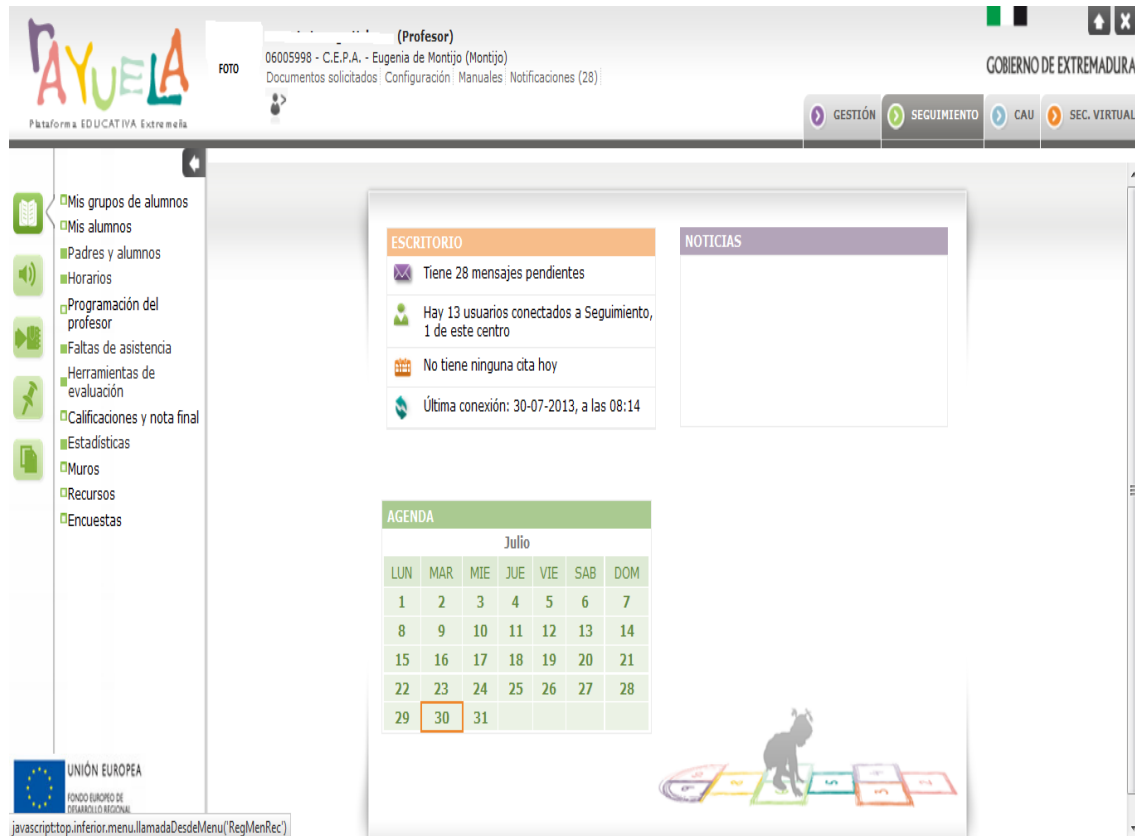 rAYUELA
Plataforma EDUCATIVA Extremeña
FOTO
(Profesor)
06005998 - C.E.P.A. - Eugenia de Montijo (Montijo)
Documentos solicitados Configuración Manuales Notificaciones (28)
GOBIERNO DE EXTREMADURA
GESTIÓN
SEGUIMIENTO
CAU
SEC. VIRTUAL
Mis grupos de alumnos
Mis alumnos
Padres y alumnos
Horarios
Programación del
profesor
Faltas de asistencia
Herramientas de
evaluación
Calificaciones y nota final
Estadísticas
Muros
Recursos
Encuestas
ESCRITORIO
Tiene 28 mensajes pendientes
Hay 13 usuarios conectados a Seguimiento,
1 de este centro
No tiene ninguna cita hoy
Última conexión: 30-07-2013, a las 08:14
NOTICIAS
AGENDA
Julio
LUN MAR MIE JUE VIE SAB DOM
1 2 3 4 5 6 7
8 9 10 11 12 13 14
15 16 17 18 19 20 21
22 23 24 25 26 27 28
29 30 31
UNIÓN EUROPEA
FONDO EUROPEO DE
DESARROLLO REGIONAL
javascript:top.inferior.menu.llamadaDesdeMenu('RegMenRec')